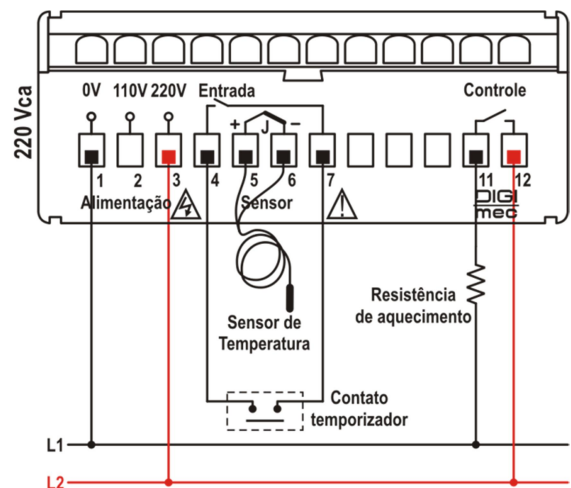 220 Vca
0V 110V 220V Entrada Controle
+ J -
1 2 3 4 5 6 7 11 12
Alimentação Sensor DIGI
mec
Resistência
de aquecimento
Sensor de
Temperatura
Contato
temporizador
L1
L2